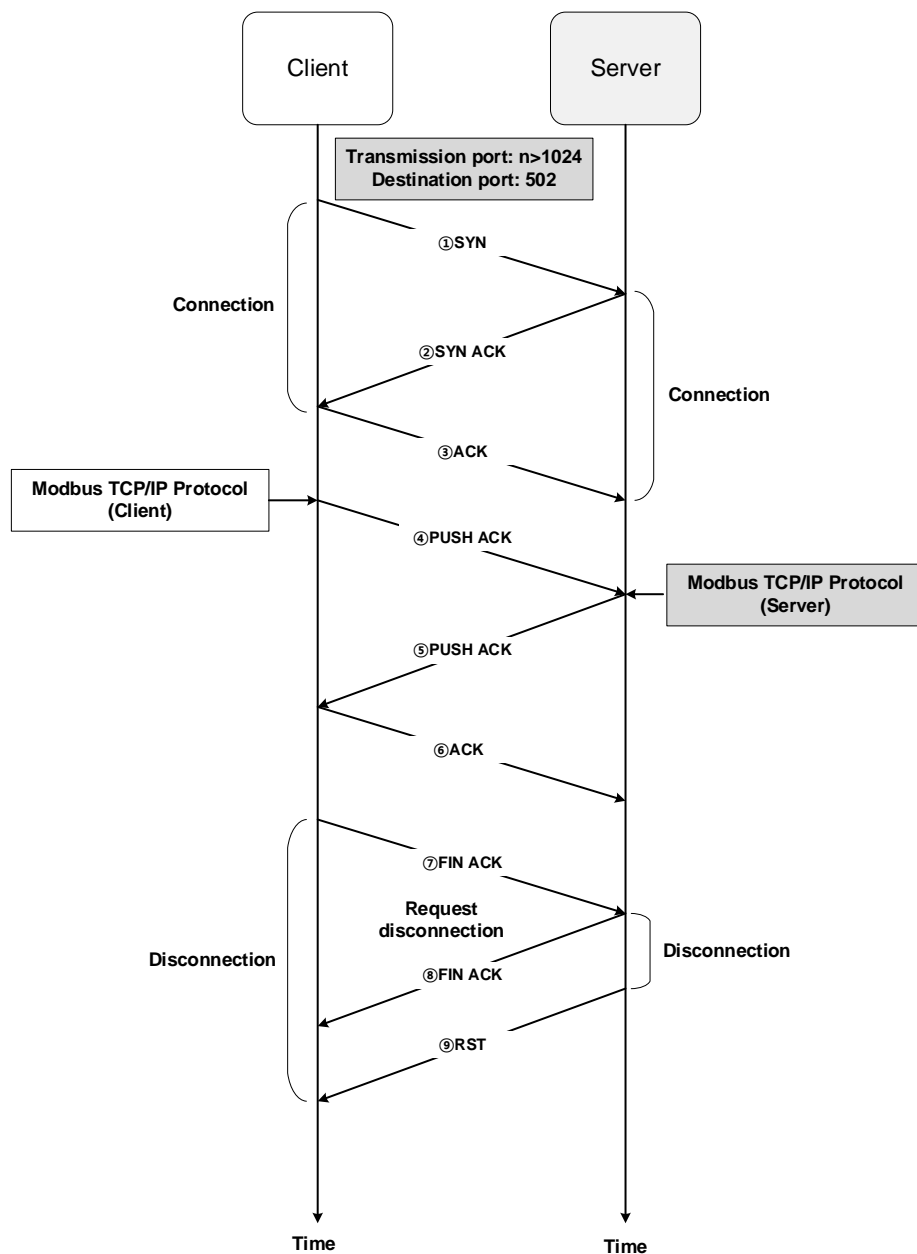 Client
Server
Transmission port: n>1024
Destination port: 502
①SYN
Connection
②SYN ACK
Connection
③ACK
Modbus TCP/IP Protocol
(Client)
④PUSH ACK
Modbus TCP/IP Protocol
(Server)
⑤PUSH ACK
⑥ACK
⑦FIN ACK
Request
disconnection
Disconnection
Disconnection
⑧FIN ACK
⑨RST
Time
Time